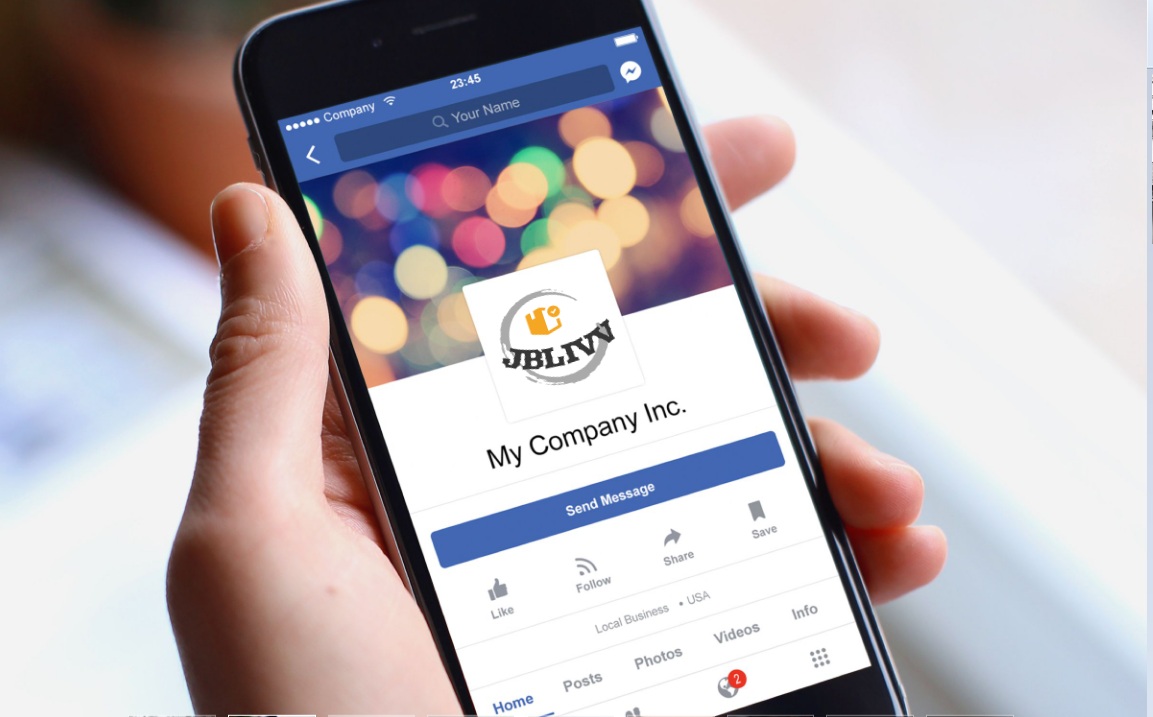 Company
23:45
Your Name
JBLIVV
My Company Inc.
Send Message
Like
Follow
Share
Save
Local Business • USA
Home
Posts
Photos
Videos
Info
2